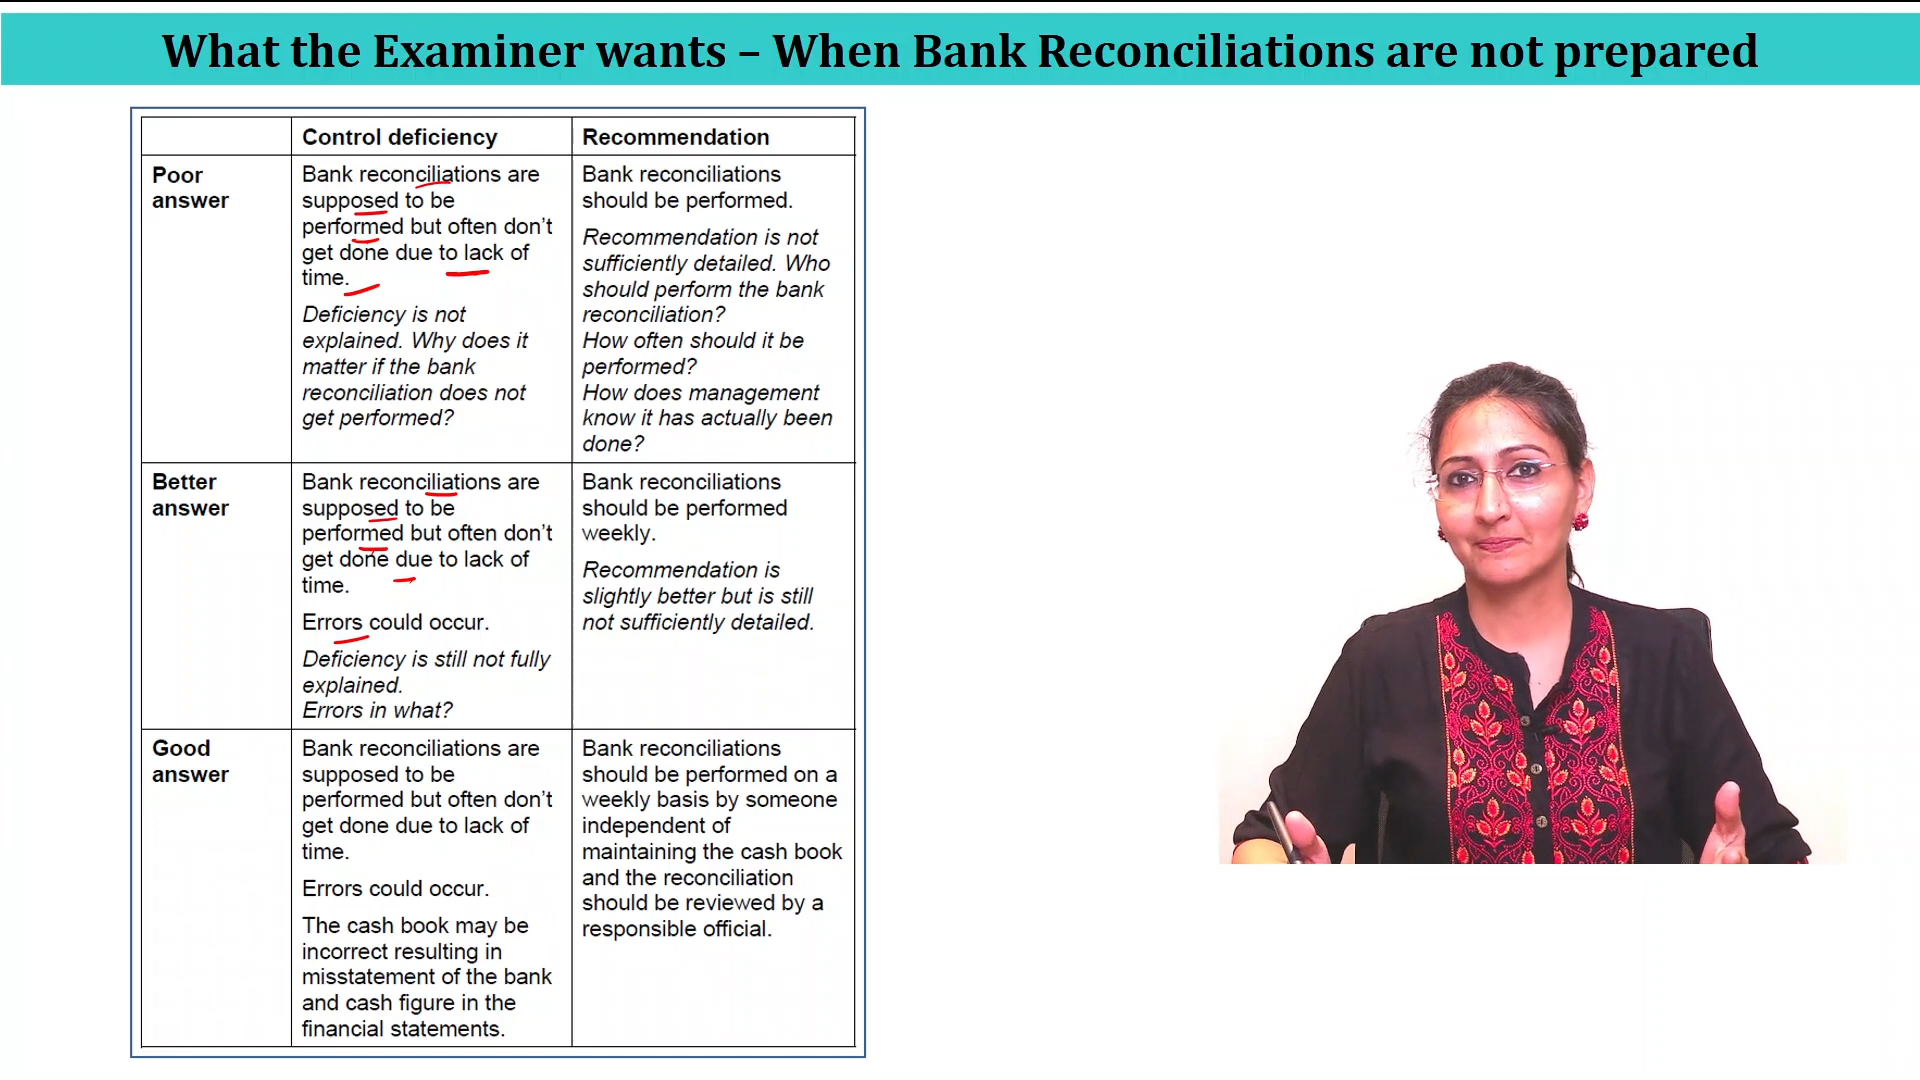 What the Examiner wants – When Bank Reconciliations are not prepared
Control deficiency
Recommendation
Poor
answer
Bank reconciliations are
supposed to be
performed but often don't
get done due to lack of
time.
Deficiency is not
explained. Why does it
matter if the bank
reconciliation does not
get performed?
Bank reconciliations
should be performed.
Recommendation is not
sufficiently detailed. Who
should perform the bank
reconciliation?
How often should it be
performed?
How does management
know it has actually been
done?
Better
answer
Bank reconciliations are
supposed to be
performed but often don't
get done due to lack of
time.
Errors could occur.
Deficiency is still not fully
explained.
Errors in what?
Bank reconciliations
should be performed
weekly.
Recommendation is
slightly better but is still
not sufficiently detailed.
Good
answer
Bank reconciliations are
supposed to be
performed but often don't
get done due to lack of
time.
Errors could occur.
The cash book may be
incorrect resulting in
misstatement of the bank
and cash figure in the
financial statements.
Bank reconciliations
should be performed on a
weekly basis by someone
independent of
maintaining the cash book
and the reconciliation
should be reviewed by a
responsible official.